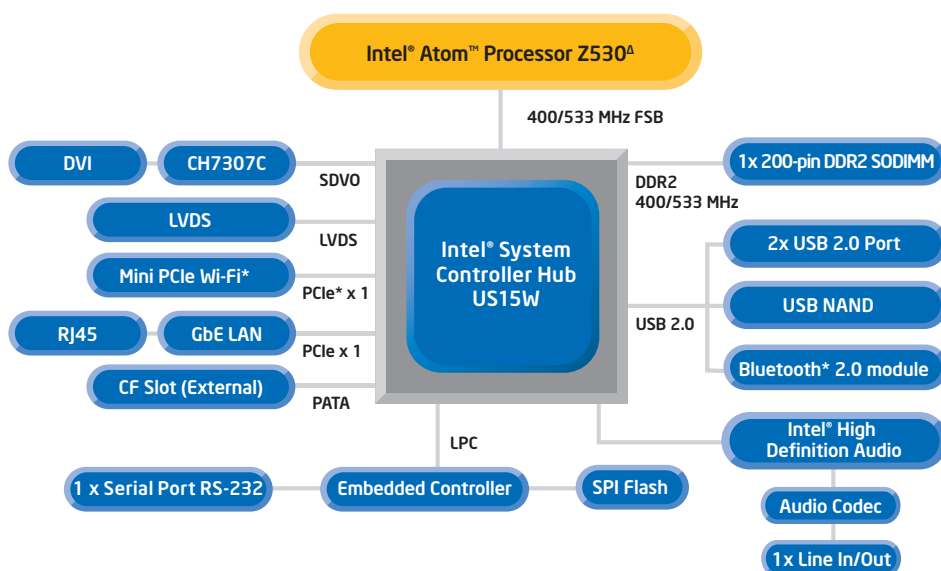 Intel® Atom™ Processor Z530Δ
400/533 MHz FSB
DVI
CH7307C
SDVO
LVDS
LVDS
Mini PCIe Wi-Fi*
PCIe* x 1
RJ45
GbE LAN
PCIe x 1
CF Slot (External)
PATA
Intel® System
Controller Hub
US15W
1x 200-pin DDR2 SODIMM
DDR2
400/533 MHz
2x USB 2.0 Port
USB NAND
USB 2.0
Bluetooth* 2.0 module
Intel® High
Definition Audio
LPC
1 x Serial Port RS-232
Embedded Controller
SPI Flash
Audio Codec
1x Line In/Out